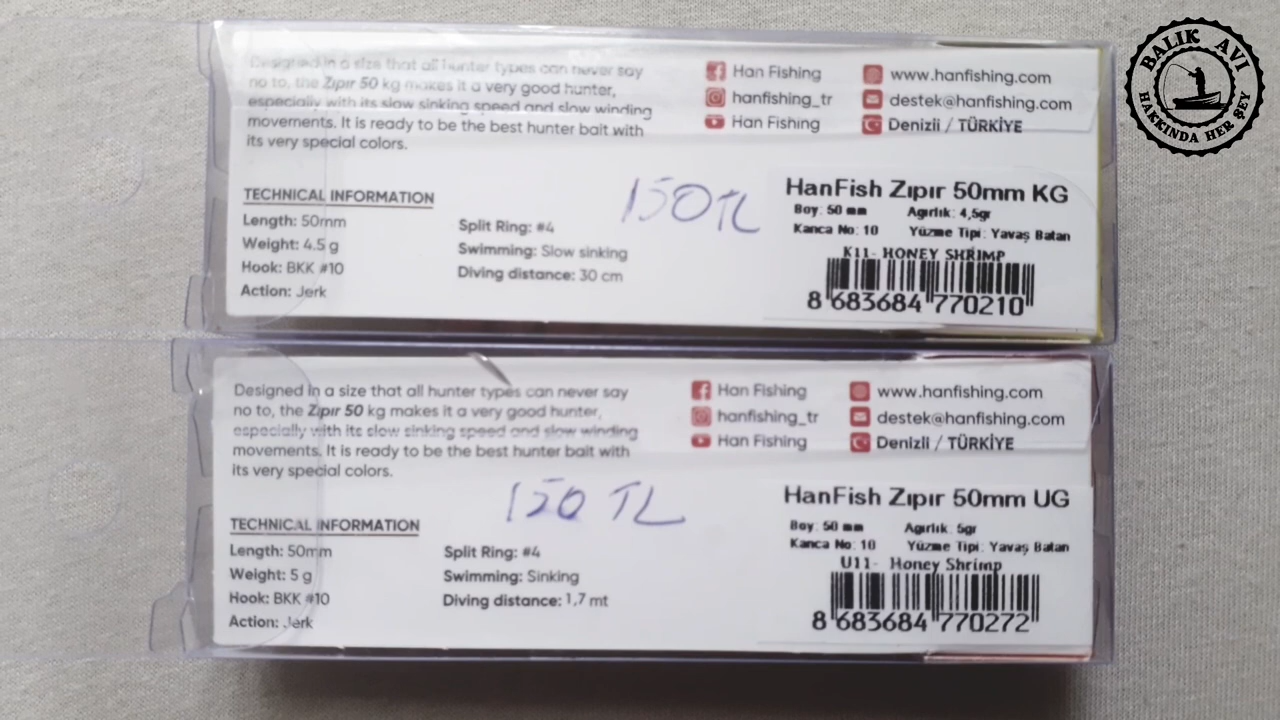 Designed in a size that all hunter types can never say
no to, the Zıpır 50 kg makes it a very good hunter,
especially with its slow sinking speed and slow winding
movements. It is ready to be the best hunter bait with
its very special colors.
Han Fishing
hanfishing_tr
Han Fishing
www.hanfishing.com
destek@hanfishing.com
Denizli / TÜRKİYE
TECHNICAL INFORMATION
Length: 50mm
Weight: 4.5 g
Hook: BKK #10
Action: Jerk
Split Ring: #4
Swimming: Slow sinking
Diving distance: 30 cm
150TL
HanFish Zıpır 50mm KG
Boy: 50 mm Agırlık: 4,5gr
Kanca No: 10 Yüzme Tipi: Yavaş Batan
K11- HONEY SHRIMP
8 683684 770210
Designed in a size that all hunter types can never say
no to, the Zıpır 50 kg makes it a very good hunter,
especially with its slow sinking speed and slow winding
movements. It is ready to be the best hunter bait with
its very special colors.
Han Fishing
hanfishing_tr
Han Fishing
www.hanfishing.com
destek@hanfishing.com
Denizli / TÜRKİYE
TECHNICAL INFORMATION
Length: 50mm
Weight: 5 g
Hook: BKK #10
Action: Jerk
Split Ring: #4
Swimming: Sinking
Diving distance: 1,7 mt
150 TL
HanFish Zıpır 50mm UG
Boy: 50 mm Agırlık: 5gr
Kanca No: 10 Yüzme Tipi: Yavaş Batan
U11- Honey Shrimp
8 683684 770272
BALIK AVI
HAKKINDA HER ŞEY